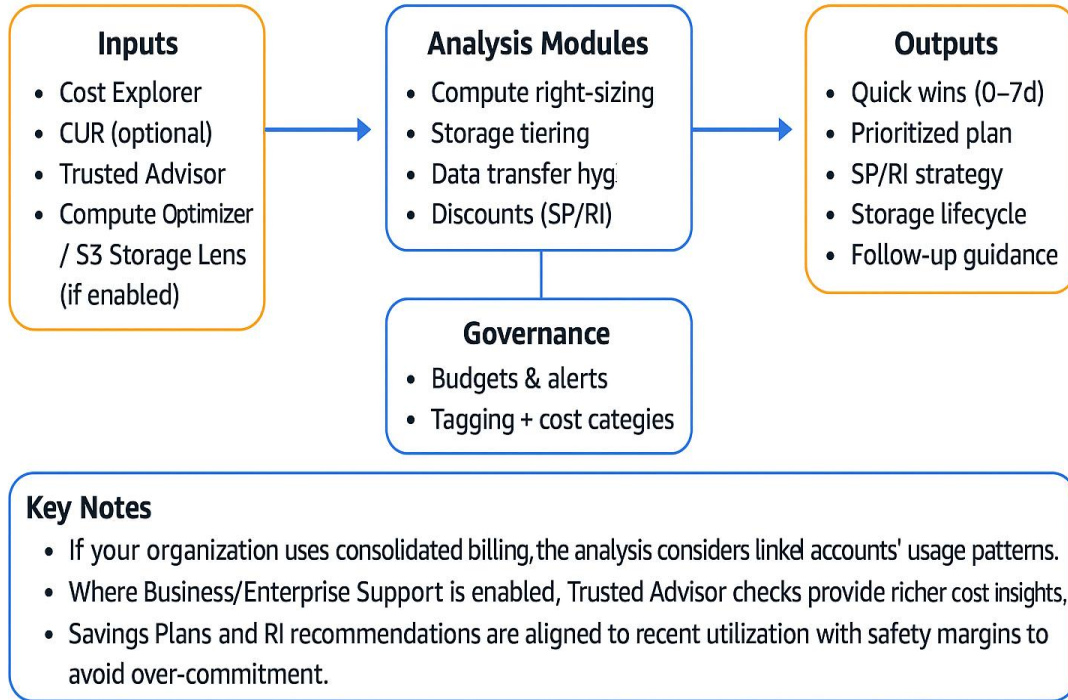 Inputs
• Cost Explorer
• CUR (optional)
• Trusted Advisor
• Compute Optimizer
/ S3 Storage Lens
(if enabled)
Analysis Modules
• Compute right-sizing
• Storage tiering
• Data transfer hyg
• Discounts (SP/RI)
Governance
• Budgets & alerts
• Tagging + cost categies
Outputs
• Quick wins (0–7d)
• Prioritized plan
• SP/RI strategy
• Storage lifecycle
• Follow-up guidance
Key Notes
• If your organization uses consolidated billing, the analysis considers linkel accounts' usage patterns.
• Where Business/Enterprise Support is enabled, Trusted Advisor checks provide richer cost insights,
• Savings Plans and RI recommendations are aligned to recent utilization with safety margins to
avoid over-commitment.